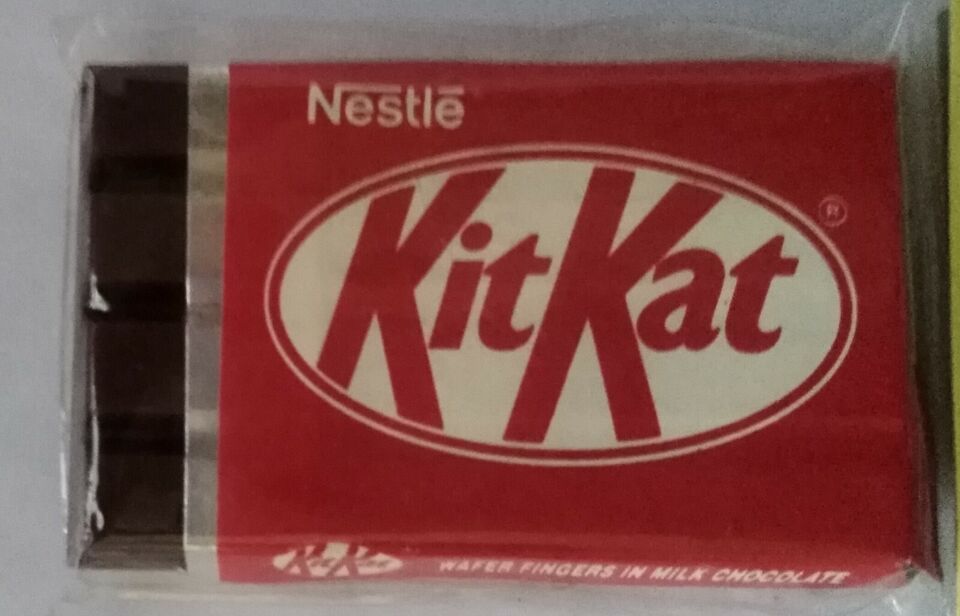 Nestlé
KitKat ®
KitKat WAFER FINGERS IN MILK CHOCOLATE